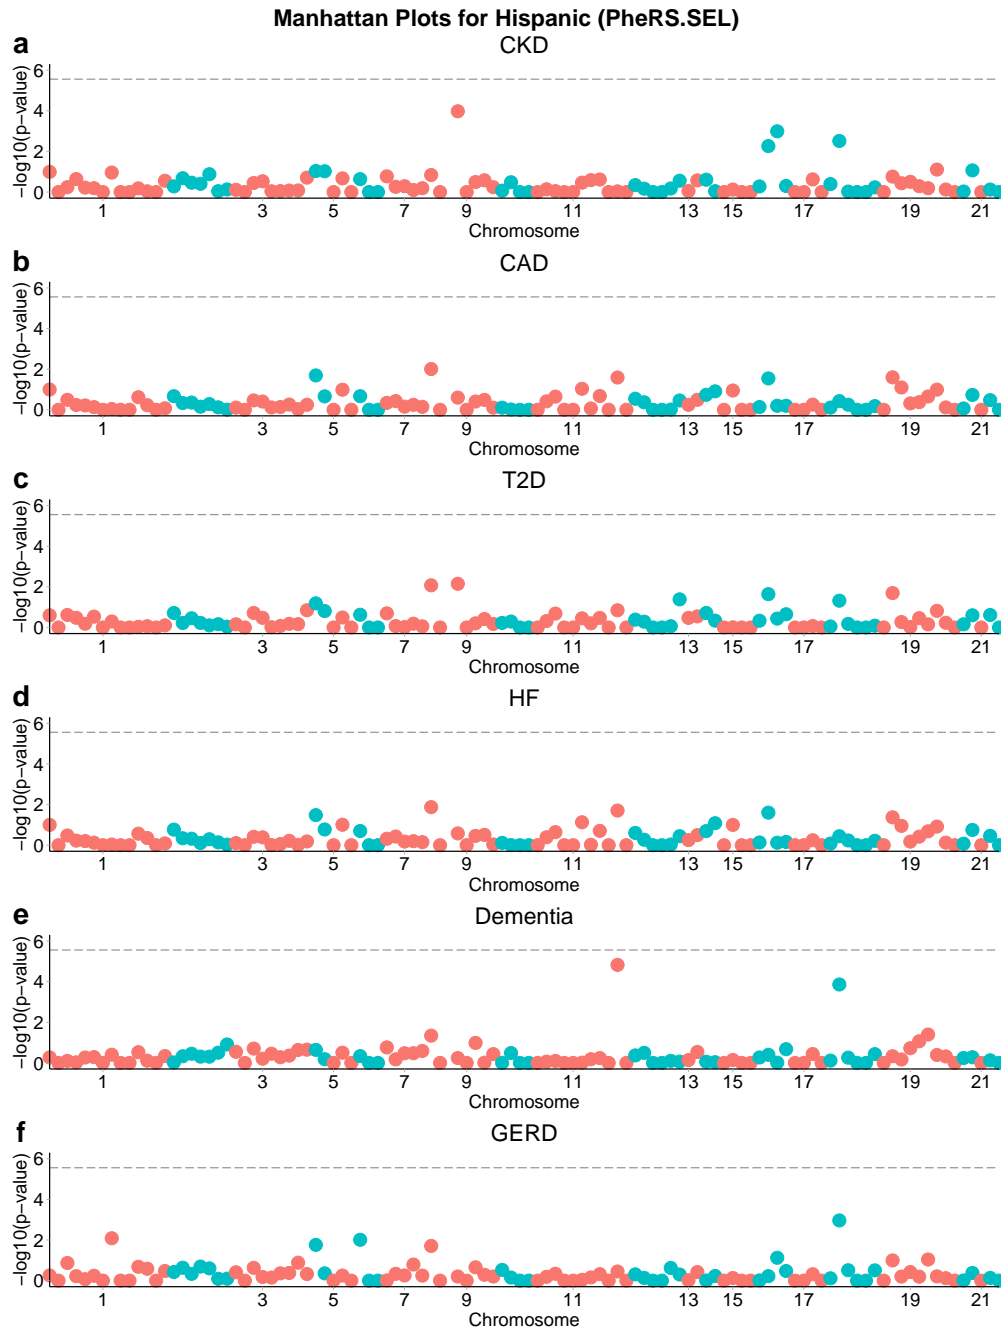 Manhattan Plots for Hispanic (PheRS.SEL)
a
CKD
−log10(p−value)
6
4
2
0
1 3 5 7 9 11 13 15 17 19 21
Chromosome
b
CAD
−log10(p−value)
6
4
2
0
1 3 5 7 9 11 13 15 17 19 21
Chromosome
c
T2D
−log10(p−value)
6
4
2
0
1 3 5 7 9 11 13 15 17 19 21
Chromosome
d
HF
−log10(p−value)
6
4
2
0
1 3 5 7 9 11 13 15 17 19 21
Chromosome
e
Dementia
−log10(p−value)
6
4
2
0
1 3 5 7 9 11 13 15 17 19 21
Chromosome
f
GERD
−log10(p−value)
6
4
2
0
1 3 5 7 9 11 13 15 17 19 21
Chromosome